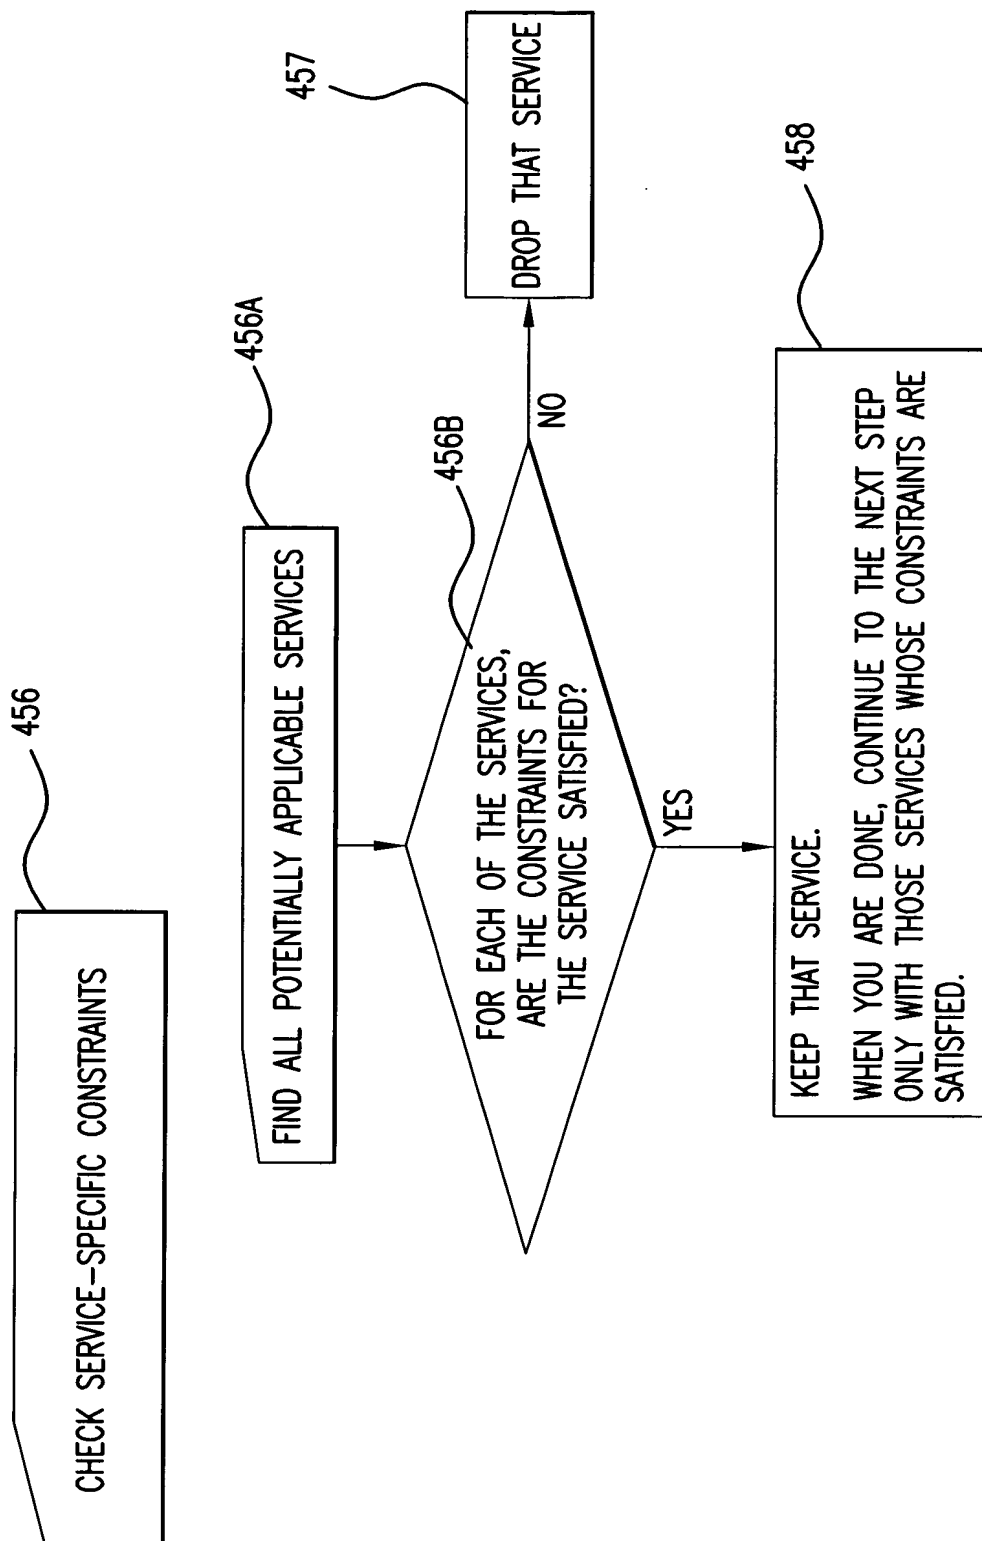 456
CHECK SERVICE-SPECIFIC CONSTRAINTS
456A
FIND ALL POTENTIALLY APPLICABLE SERVICES
456B
FOR EACH OF THE SERVICES,
ARE THE CONSTRAINTS FOR
THE SERVICE SATISFIED?
NO
457
DROP THAT SERVICE
YES
458
KEEP THAT SERVICE.
WHEN YOU ARE DONE, CONTINUE TO THE NEXT STEP
ONLY WITH THOSE SERVICES WHOSE CONSTRAINTS ARE
SATISFIED.